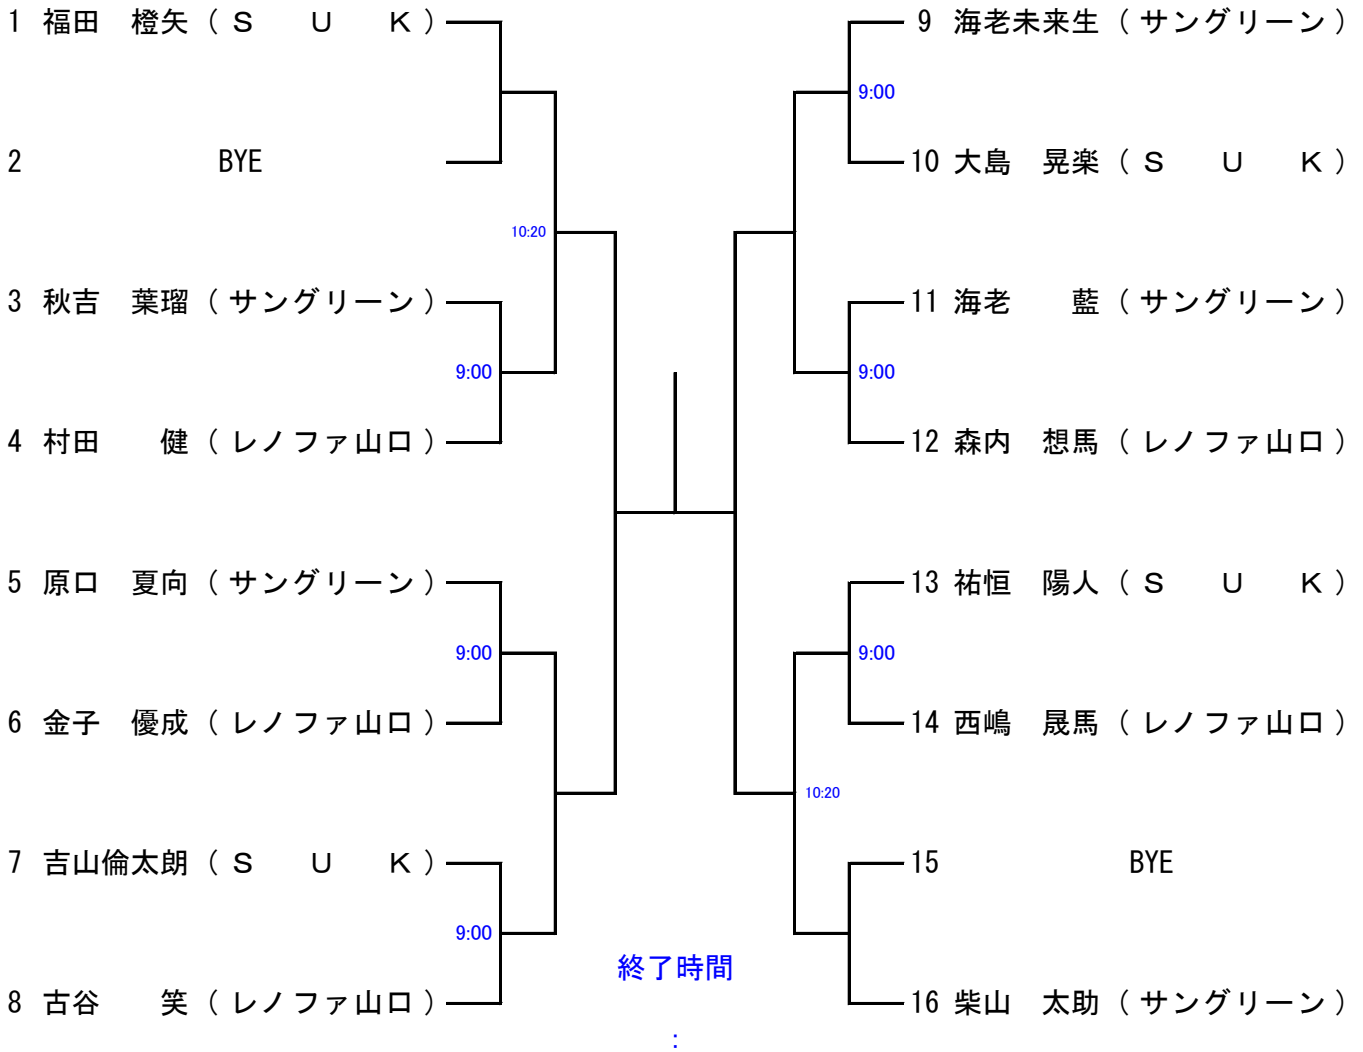 1 福田　橙矢 ( Ｓ　Ｕ　Ｋ )
2 BYE
10:20
3 秋吉　葉瑠 ( サングリーン )
9:00
4 村田　　健 ( レノファ山口 )
5 原口　夏向 ( サングリーン )
9:00
6 金子　優成 ( レノファ山口 )
7 吉山倫太朗 ( Ｓ　Ｕ　Ｋ )
9:00
8 古谷　　笑 ( レノファ山口 )
9 海老未来生 ( サングリーン )
9:00
10 大島　晃楽 ( Ｓ　Ｕ　Ｋ )
11 海老　　藍 ( サングリーン )
9:00
12 森内　想馬 ( レノファ山口 )
13 祐恒　陽人 ( Ｓ　Ｕ　Ｋ )
9:00
14 西嶋　晟馬 ( レノファ山口 )
10:20
15 BYE
16 柴山　太助 ( サングリーン )
終了時間
: